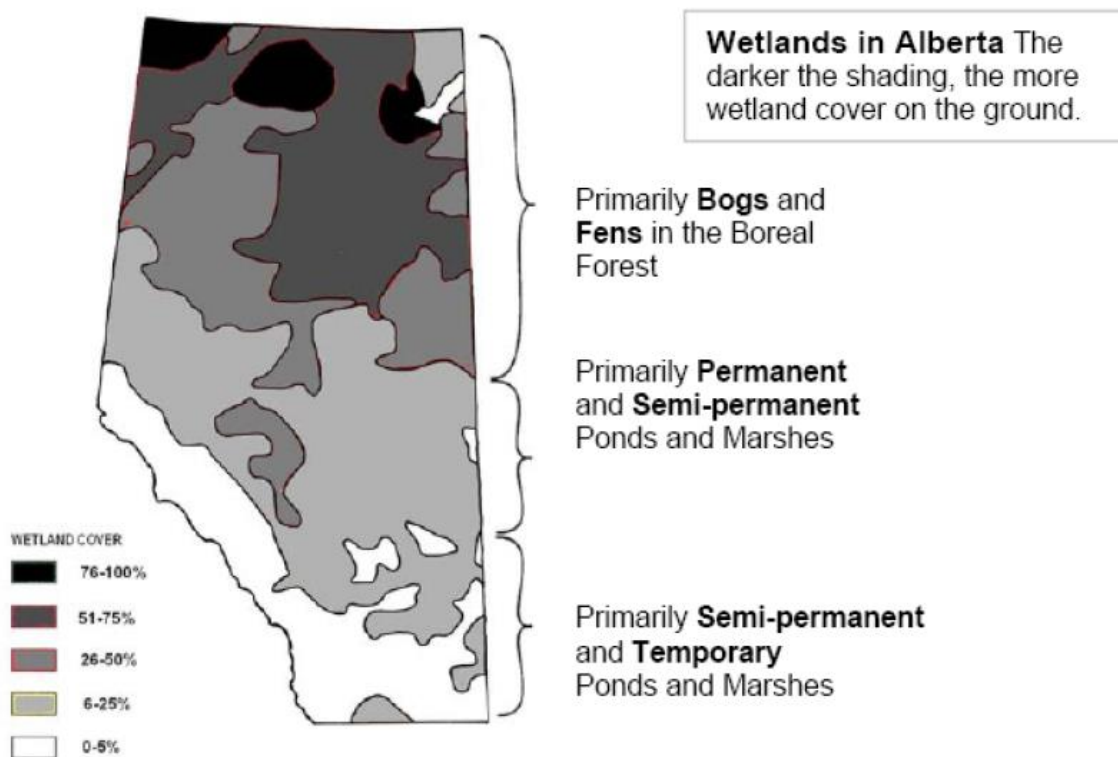 Wetlands in Alberta The
darker the shading, the more
wetland cover on the ground.
Primarily Bogs and
Fens in the Boreal
Forest
Primarily Permanent
and Semi-permanent
Ponds and Marshes
Primarily Semi-permanent
and Temporary
Ponds and Marshes
WETLAND COVER
76-100%
51-75%
26-50%
6-25%
0-5%